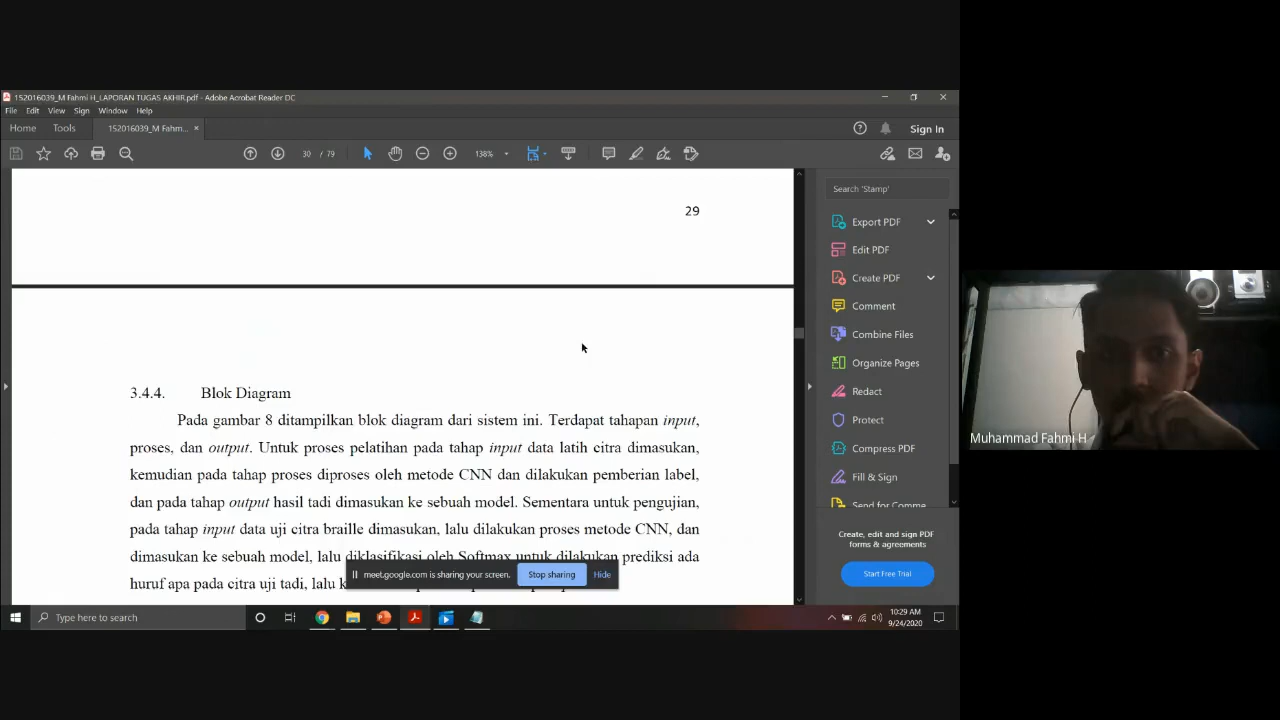 152016039_M Fahmi H_LAPORAN TUGAS AKHIR.pdf - Adobe Acrobat Reader DC
File Edit View Sign Window Help
Home Tools 152016039_M Fahm... × Sign In
30 / 79 138%
29
3.4.4. Blok Diagram
Pada gambar 8 ditampilkan blok diagram dari sistem ini. Terdapat tahapan input,
proses, dan output. Untuk proses pelatihan pada tahap input data latih citra dimasukan,
kemudian pada tahap proses diproses oleh metode CNN dan dilakukan pemberian label,
dan pada tahap output hasil tadi dimasukan ke sebuah model. Sementara untuk pengujian,
pada tahap input data uji citra braille dimasukan, lalu dilakukan proses metode CNN, dan
dimasukan ke sebuah model, lalu diklasifikasi oleh Softmax untuk dilakukan prediksi ada
huruf apa pada citra uji tadi, lalu
meet.google.com is sharing your screen. Stop sharing Hide
Search 'Stamp'
Export PDF
Edit PDF
Create PDF
Comment
Combine Files
Organize Pages
Redact
Protect
Compress PDF
Fill & Sign
Send for Comme
Create, edit and sign PDF
forms & agreements
Start Free Trial
Type here to search
10:29 AM
9/24/2020
Muhammad Fahmi H